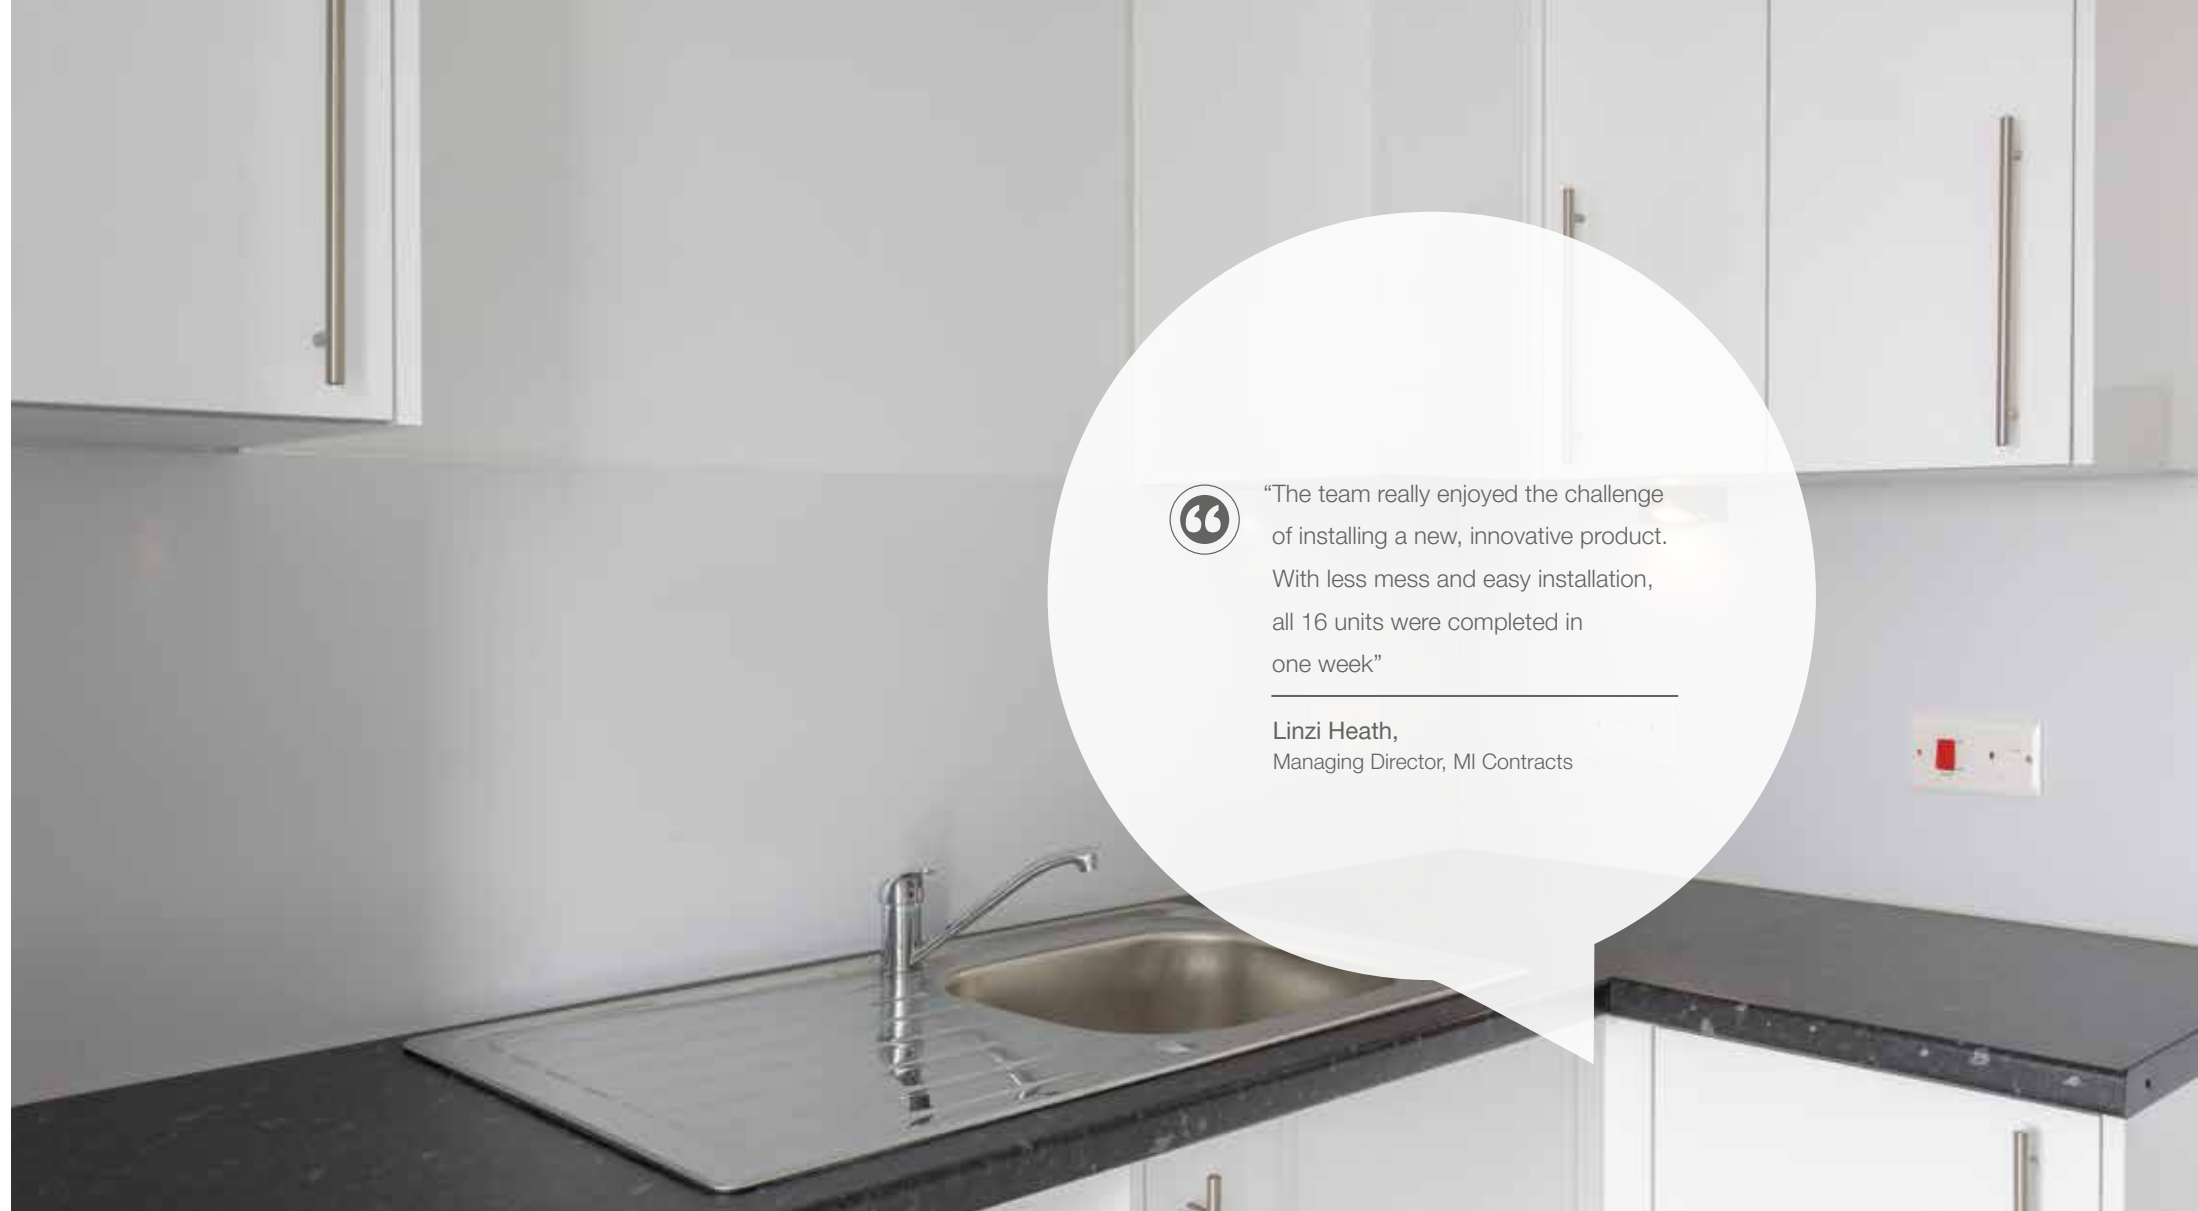 “The team really enjoyed the challenge
of installing a new, innovative product.
With less mess and easy installation,
all 16 units were completed in
one week”
Linzi Heath,
Managing Director, MI Contracts